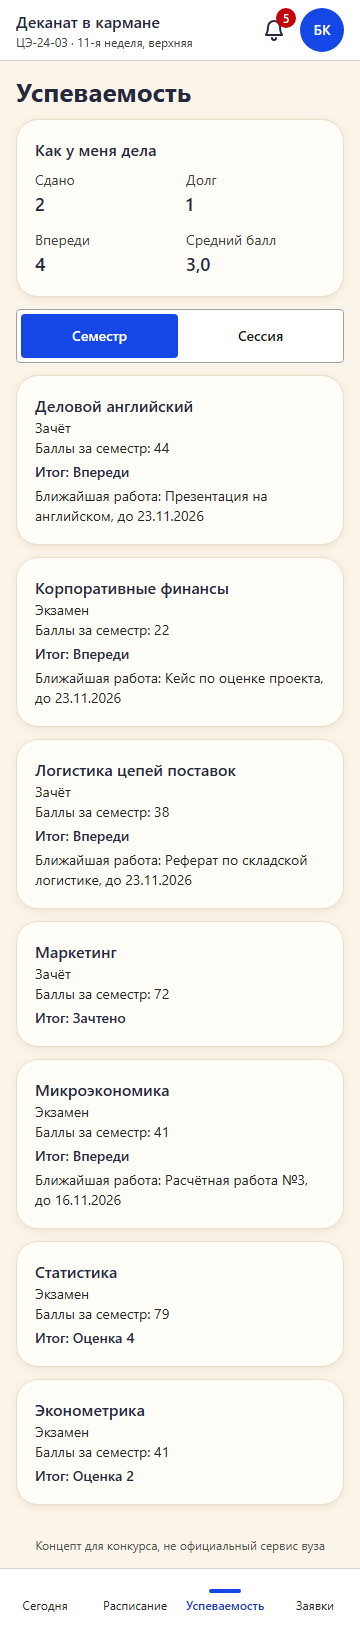 Деканат в кармане
ЦЭ-24-03 · 11-я неделя, верхняя
5
БК
Успеваемость
Как у меня дела
Сдано
2
Долг
1
Впереди
4
Средний балл
3,0
Семестр
Сессия
Деловой английский
Зачёт
Баллы за семестр: 44
Итог: Впереди
Ближайшая работа: Презентация на
английском, до 23.11.2026
Корпоративные финансы
Экзамен
Баллы за семестр: 22
Итог: Впереди
Ближайшая работа: Кейс по оценке проекта,
до 23.11.2026
Логистика цепей поставок
Зачёт
Баллы за семестр: 38
Итог: Впереди
Ближайшая работа: Реферат по складской
логистике, до 23.11.2026
Маркетинг
Зачёт
Баллы за семестр: 72
Итог: Зачтено
Микроэкономика
Экзамен
Баллы за семестр: 41
Итог: Впереди
Ближайшая работа: Расчётная работа №3,
до 16.11.2026
Статистика
Экзамен
Баллы за семестр: 79
Итог: Оценка 4
Эконометрика
Экзамен
Баллы за семестр: 41
Итог: Оценка 2
Концепт для конкурса, не официальный сервис вуза
Сегодня
Расписание
Успеваемость
Заявки